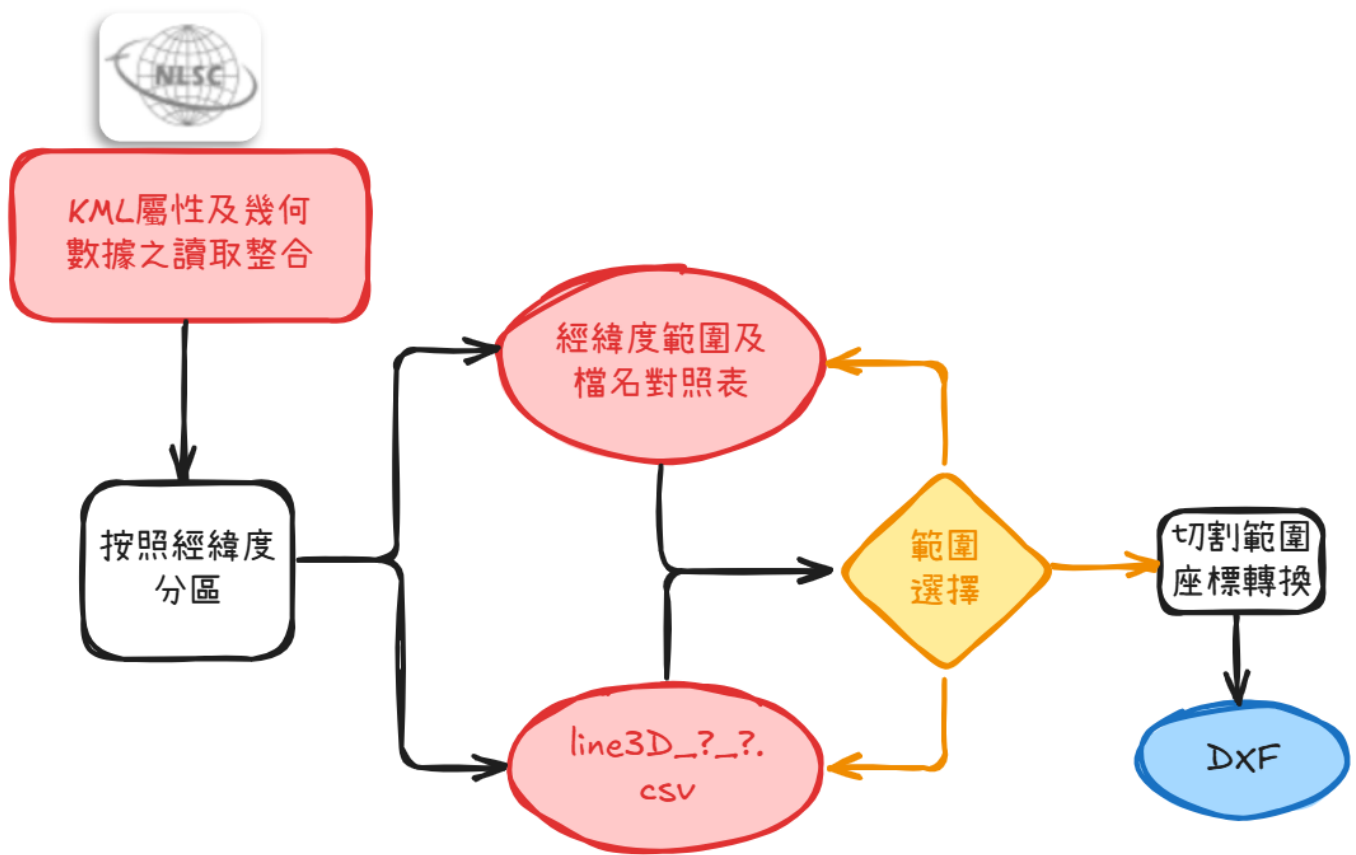 NLSC
KML屬性及幾何
數據之讀取整合
經緯度範圍及
檔名對照表
按照經緯度
分區
範圍
選擇
切割範圍
座標轉換
line3D_?_?.
csv
DXF